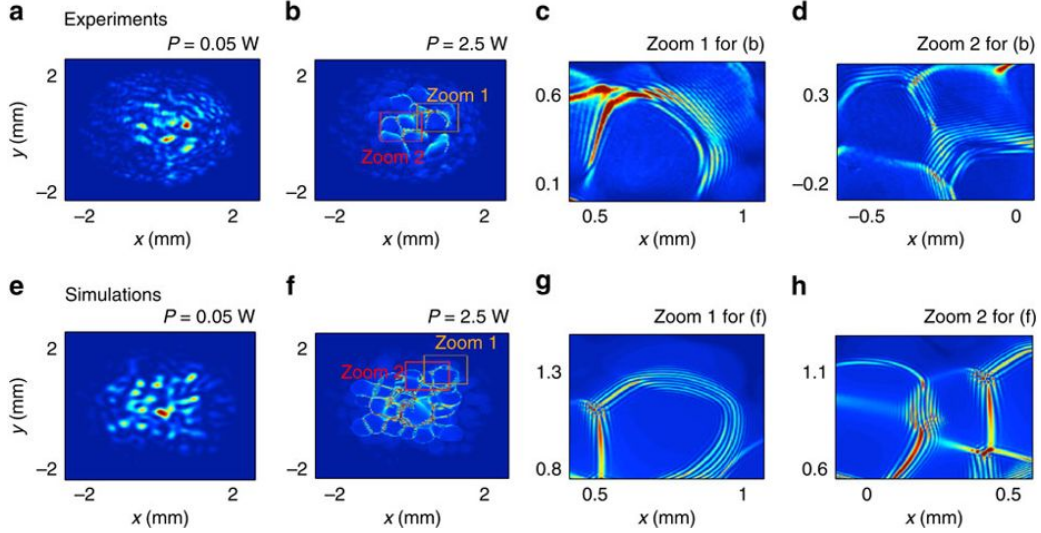 a Experiments
P = 0.05 W
2
y (mm)
−2
−2 2
x (mm)
b
P = 2.5 W
2
Zoom 1
Zoom 2
−2
−2 2
x (mm)
c
Zoom 1 for (b)
0.6
0.1
0.5 1
x (mm)
d
Zoom 2 for (b)
0.3
−0.2
−0.5 0
x (mm)
e Simulations
P = 0.05 W
2
y (mm)
−2
−2 2
x (mm)
f
P = 2.5 W
2
Zoom 1
Zoom 2
−2
−2 2
x (mm)
g
Zoom 1 for (f)
1.3
0.8
0.5 1
x (mm)
h
Zoom 2 for (f)
1.1
0.6
0 0.5
x (mm)